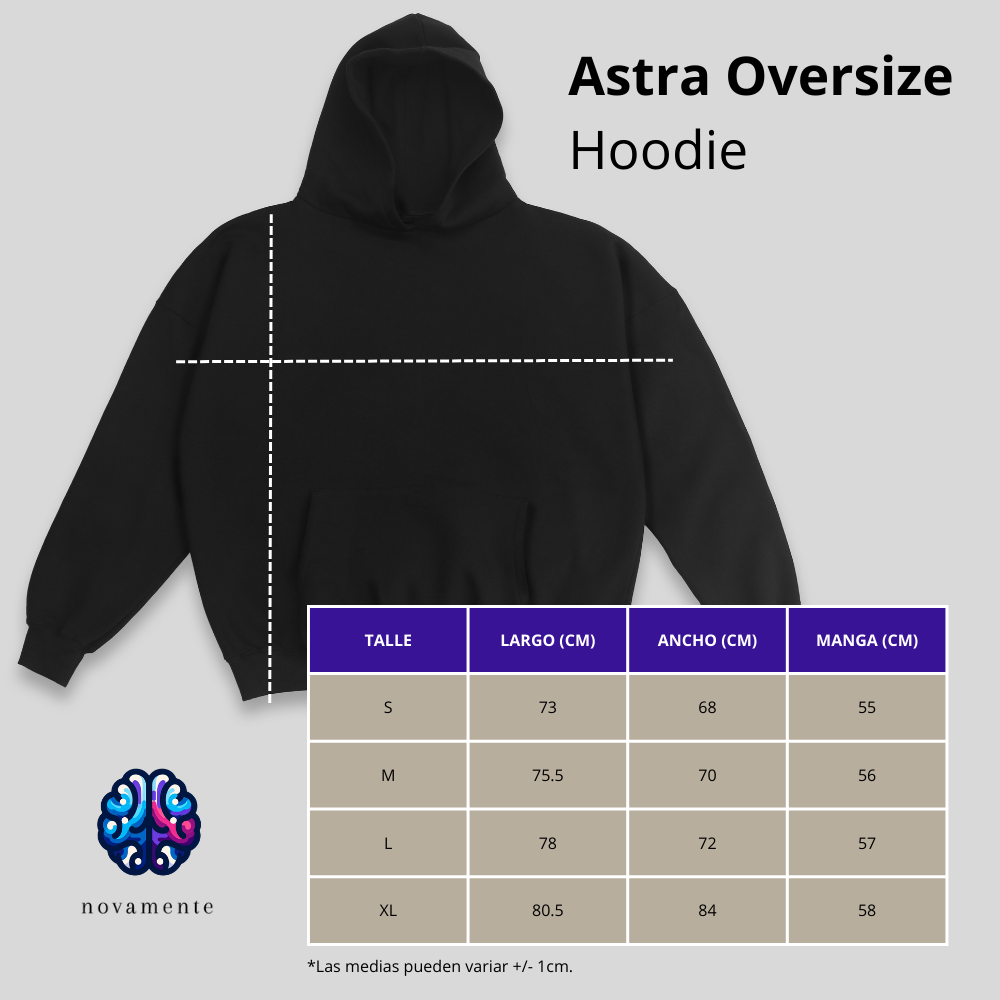 Astra Oversize
Hoodie
TALLE LARGO (CM) ANCHO (CM) MANGA (CM)
S 73 68 55
M 75.5 70 56
L 78 72 57
XL 80.5 84 58
novamente
*Las medias pueden variar +/- 1cm.